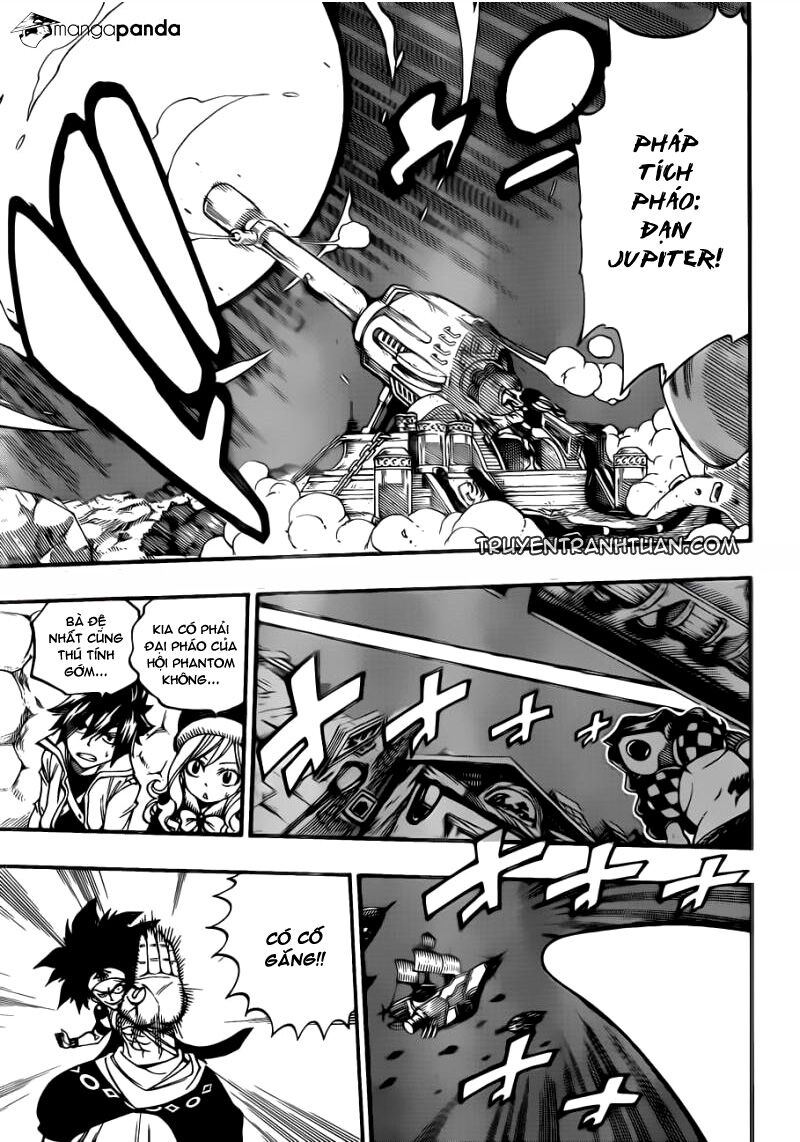 mangapanda
PHÁP
TÍCH
PHÁO:
ĐẠN
JUPITER!
TRUYENTRANHTUAN.COM
KIA CÓ PHẢI
ĐẠI PHÁO CỦA
HỘI PHANTOM
KHÔNG...
BÀ ĐỆ
NHẤT CŨNG
THÚ TÍNH
GỚM...
CÓ CỐ
GẮNG!!